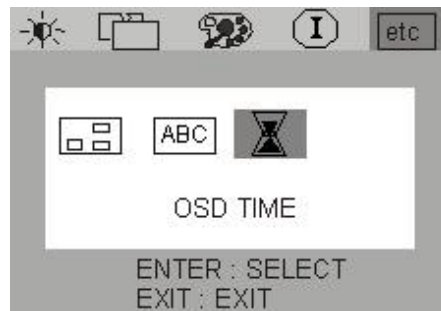 I etc
ABC
OSD TIME
ENTER : SELECT
EXIT : EXIT